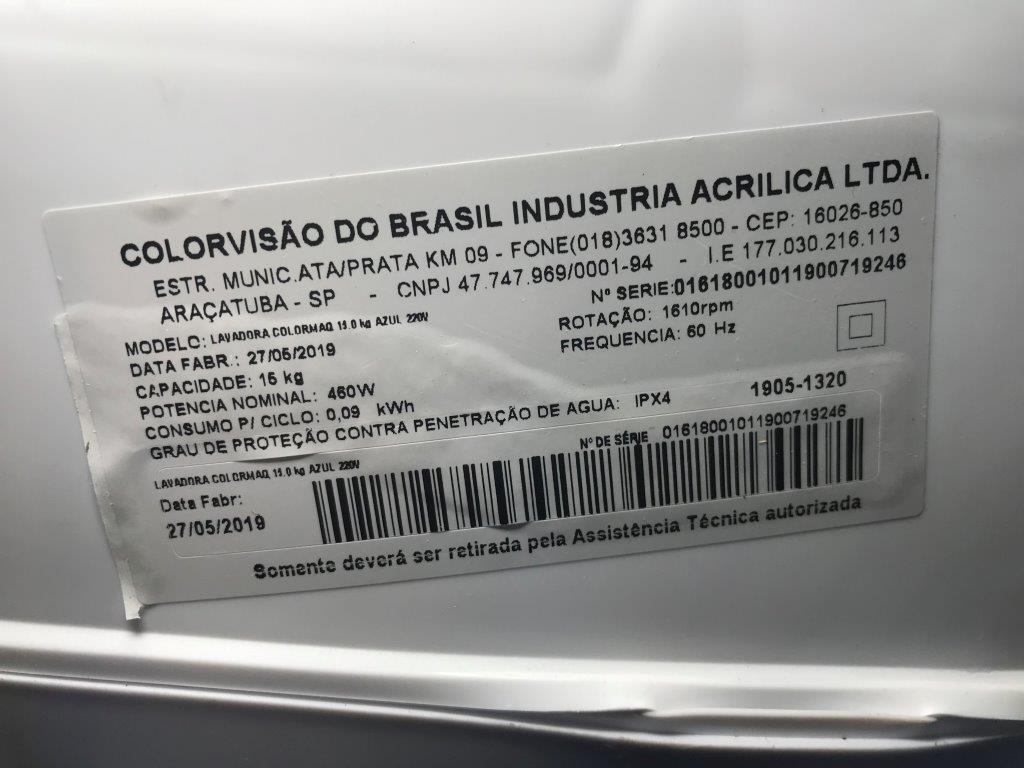 COLORVISÃO DO BRASIL INDUSTRIA ACRILICA LTDA.
ESTR. MUNIC.ATA/PRATA KM 09 - FONE(018)3631 8500 - CEP: 16026-850
ARAÇATUBA - SP - CNPJ 47.747.969/0001-94 - I.E 177.030.216.113
Nº SERIE:01618001011900719246
MODELO: LAVADORA COLORMAQ 15.0 kg AZUL 220V
ROTAÇÃO: 1610rpm
DATA FABR.: 27/05/2019
FREQUENCIA: 60 Hz
CAPACIDADE: 15 kg
POTENCIA NOMINAL: 460W
CONSUMO P/ CICLO: 0,09 kWh
1905-1320
GRAU DE PROTEÇÃO CONTRA PENETRAÇÃO DE AGUA: IPX4
Nº DE SÉRIE 01618001011900719246
LAVADORA COLORMAQ 15.0 kg AZUL 220V
Data Fabr:
27/05/2019
Somente deverá ser retirada pela Assistência Técnica autorizada